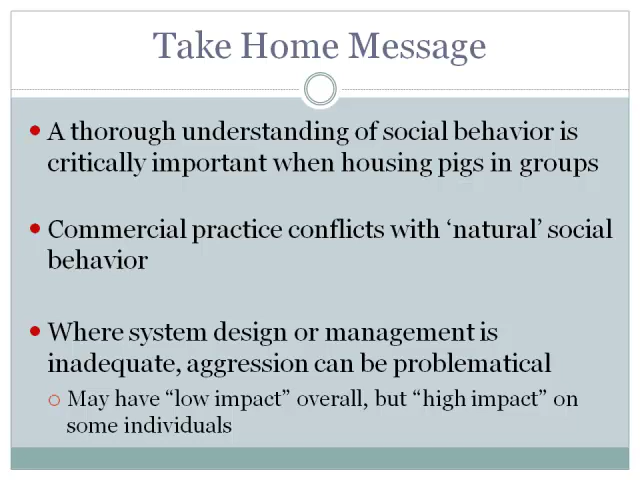 Take Home Message
• A thorough understanding of social behavior is
critically important when housing pigs in groups
• Commercial practice conflicts with ‘natural’ social
behavior
• Where system design or management is
inadequate, aggression can be problematical
○ May have “low impact” overall, but “high impact” on
some individuals